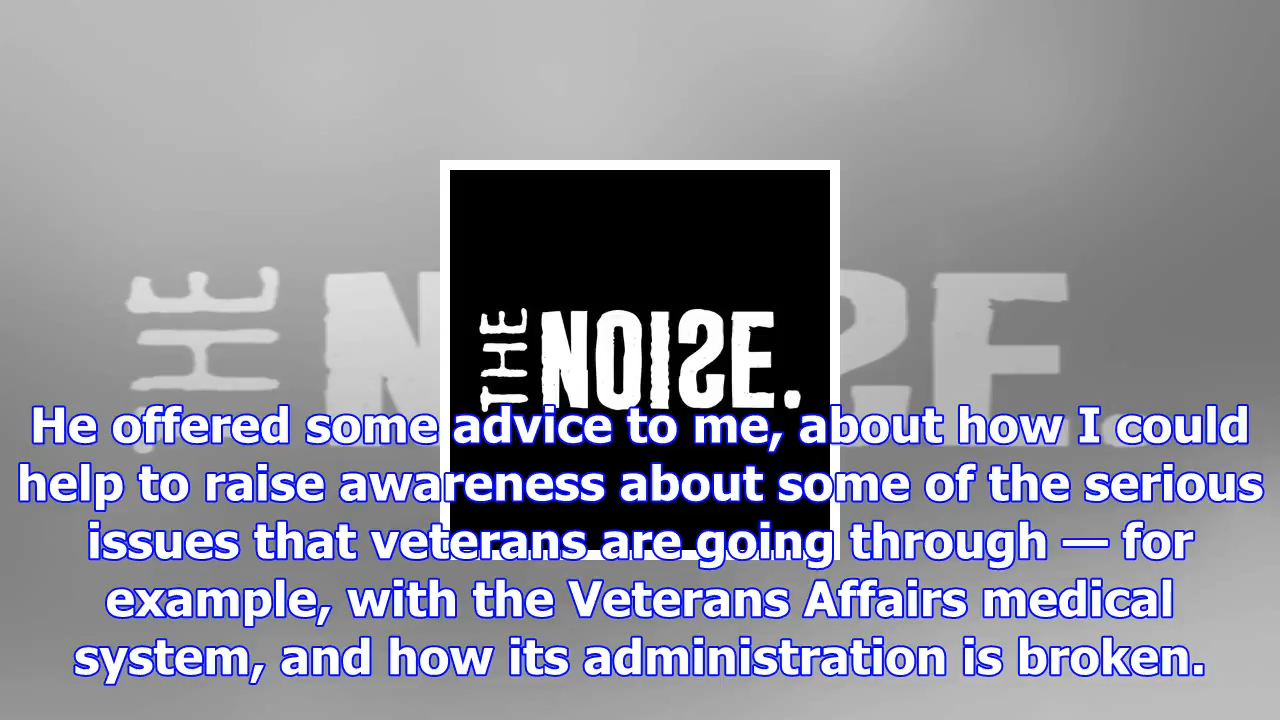 THE NOISE.
He offered some advice to me, about how I could
help to raise awareness about some of the serious
issues that veterans are going through — for
example, with the Veterans Affairs medical
system, and how its administration is broken.